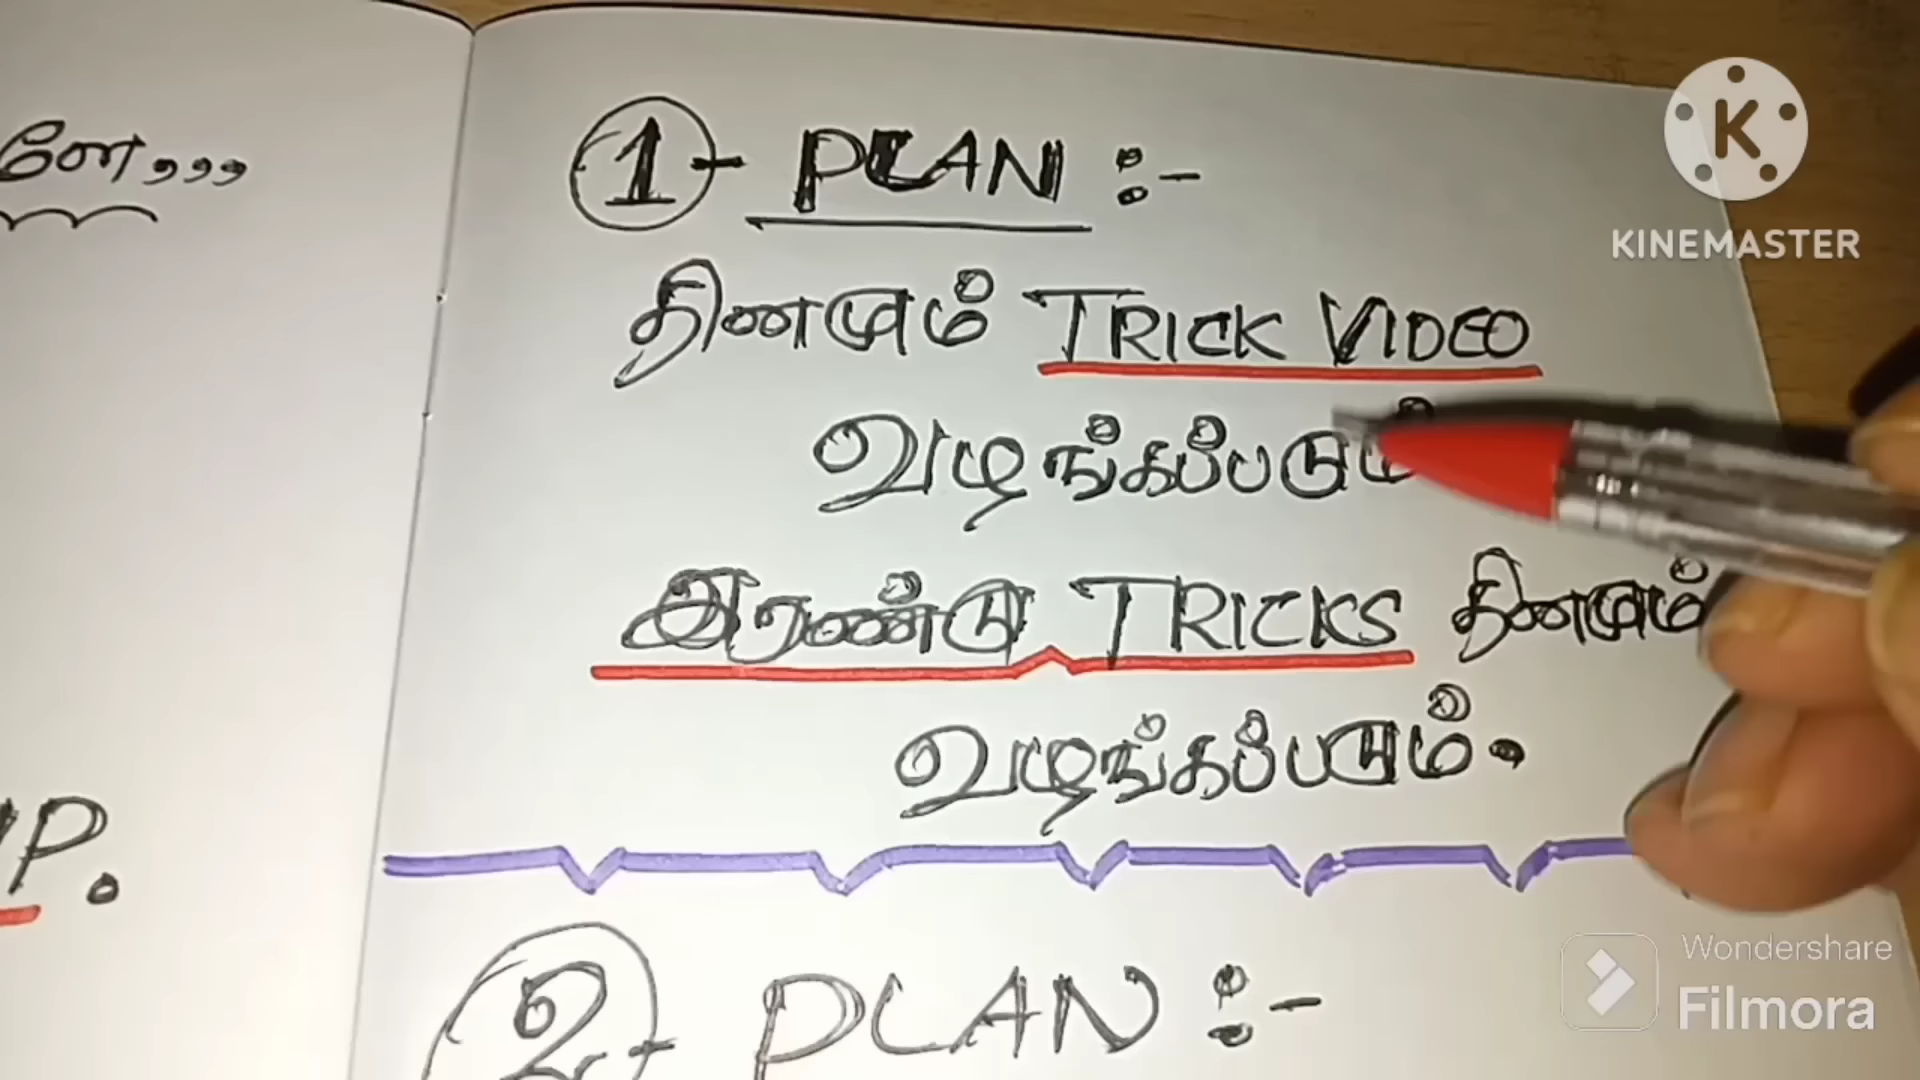 1 - PLAN :-
தினமும் TRICK VIDEO
வழங்கப்படும்
இரண்டு TRICKS தினமும்
வழங்கப்படும்.
2 - PLAN :-
KINEMASTER
Wondershare
Filmora